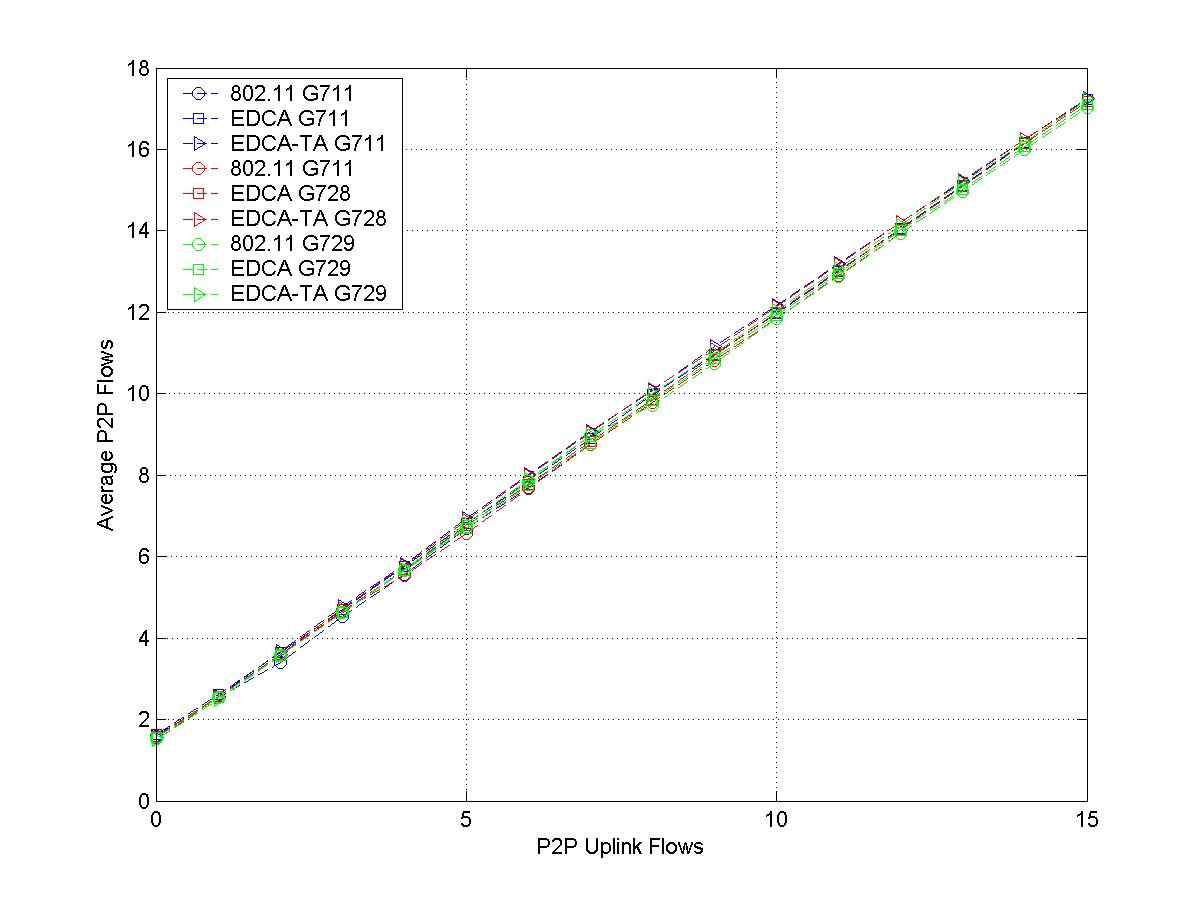 18
16
14
12
10
8
6
4
2
0
Average P2P Flows
802.11 G711
EDCA G711
EDCA-TA G711
802.11 G711
EDCA G728
EDCA-TA G728
802.11 G729
EDCA G729
EDCA-TA G729
0 5 10 15
P2P Uplink Flows